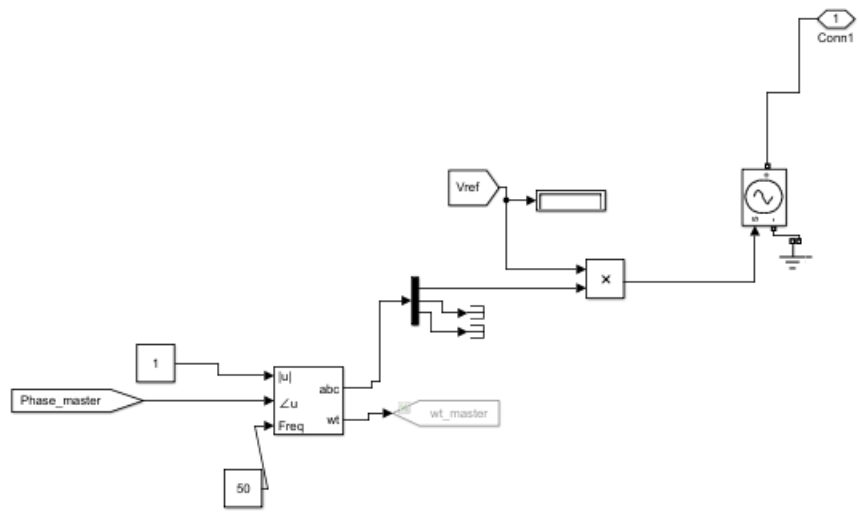 1
Conn1
Vref
×
1
|u|
abc
Phase_master
∠u
wt
wt_master
Freq
50